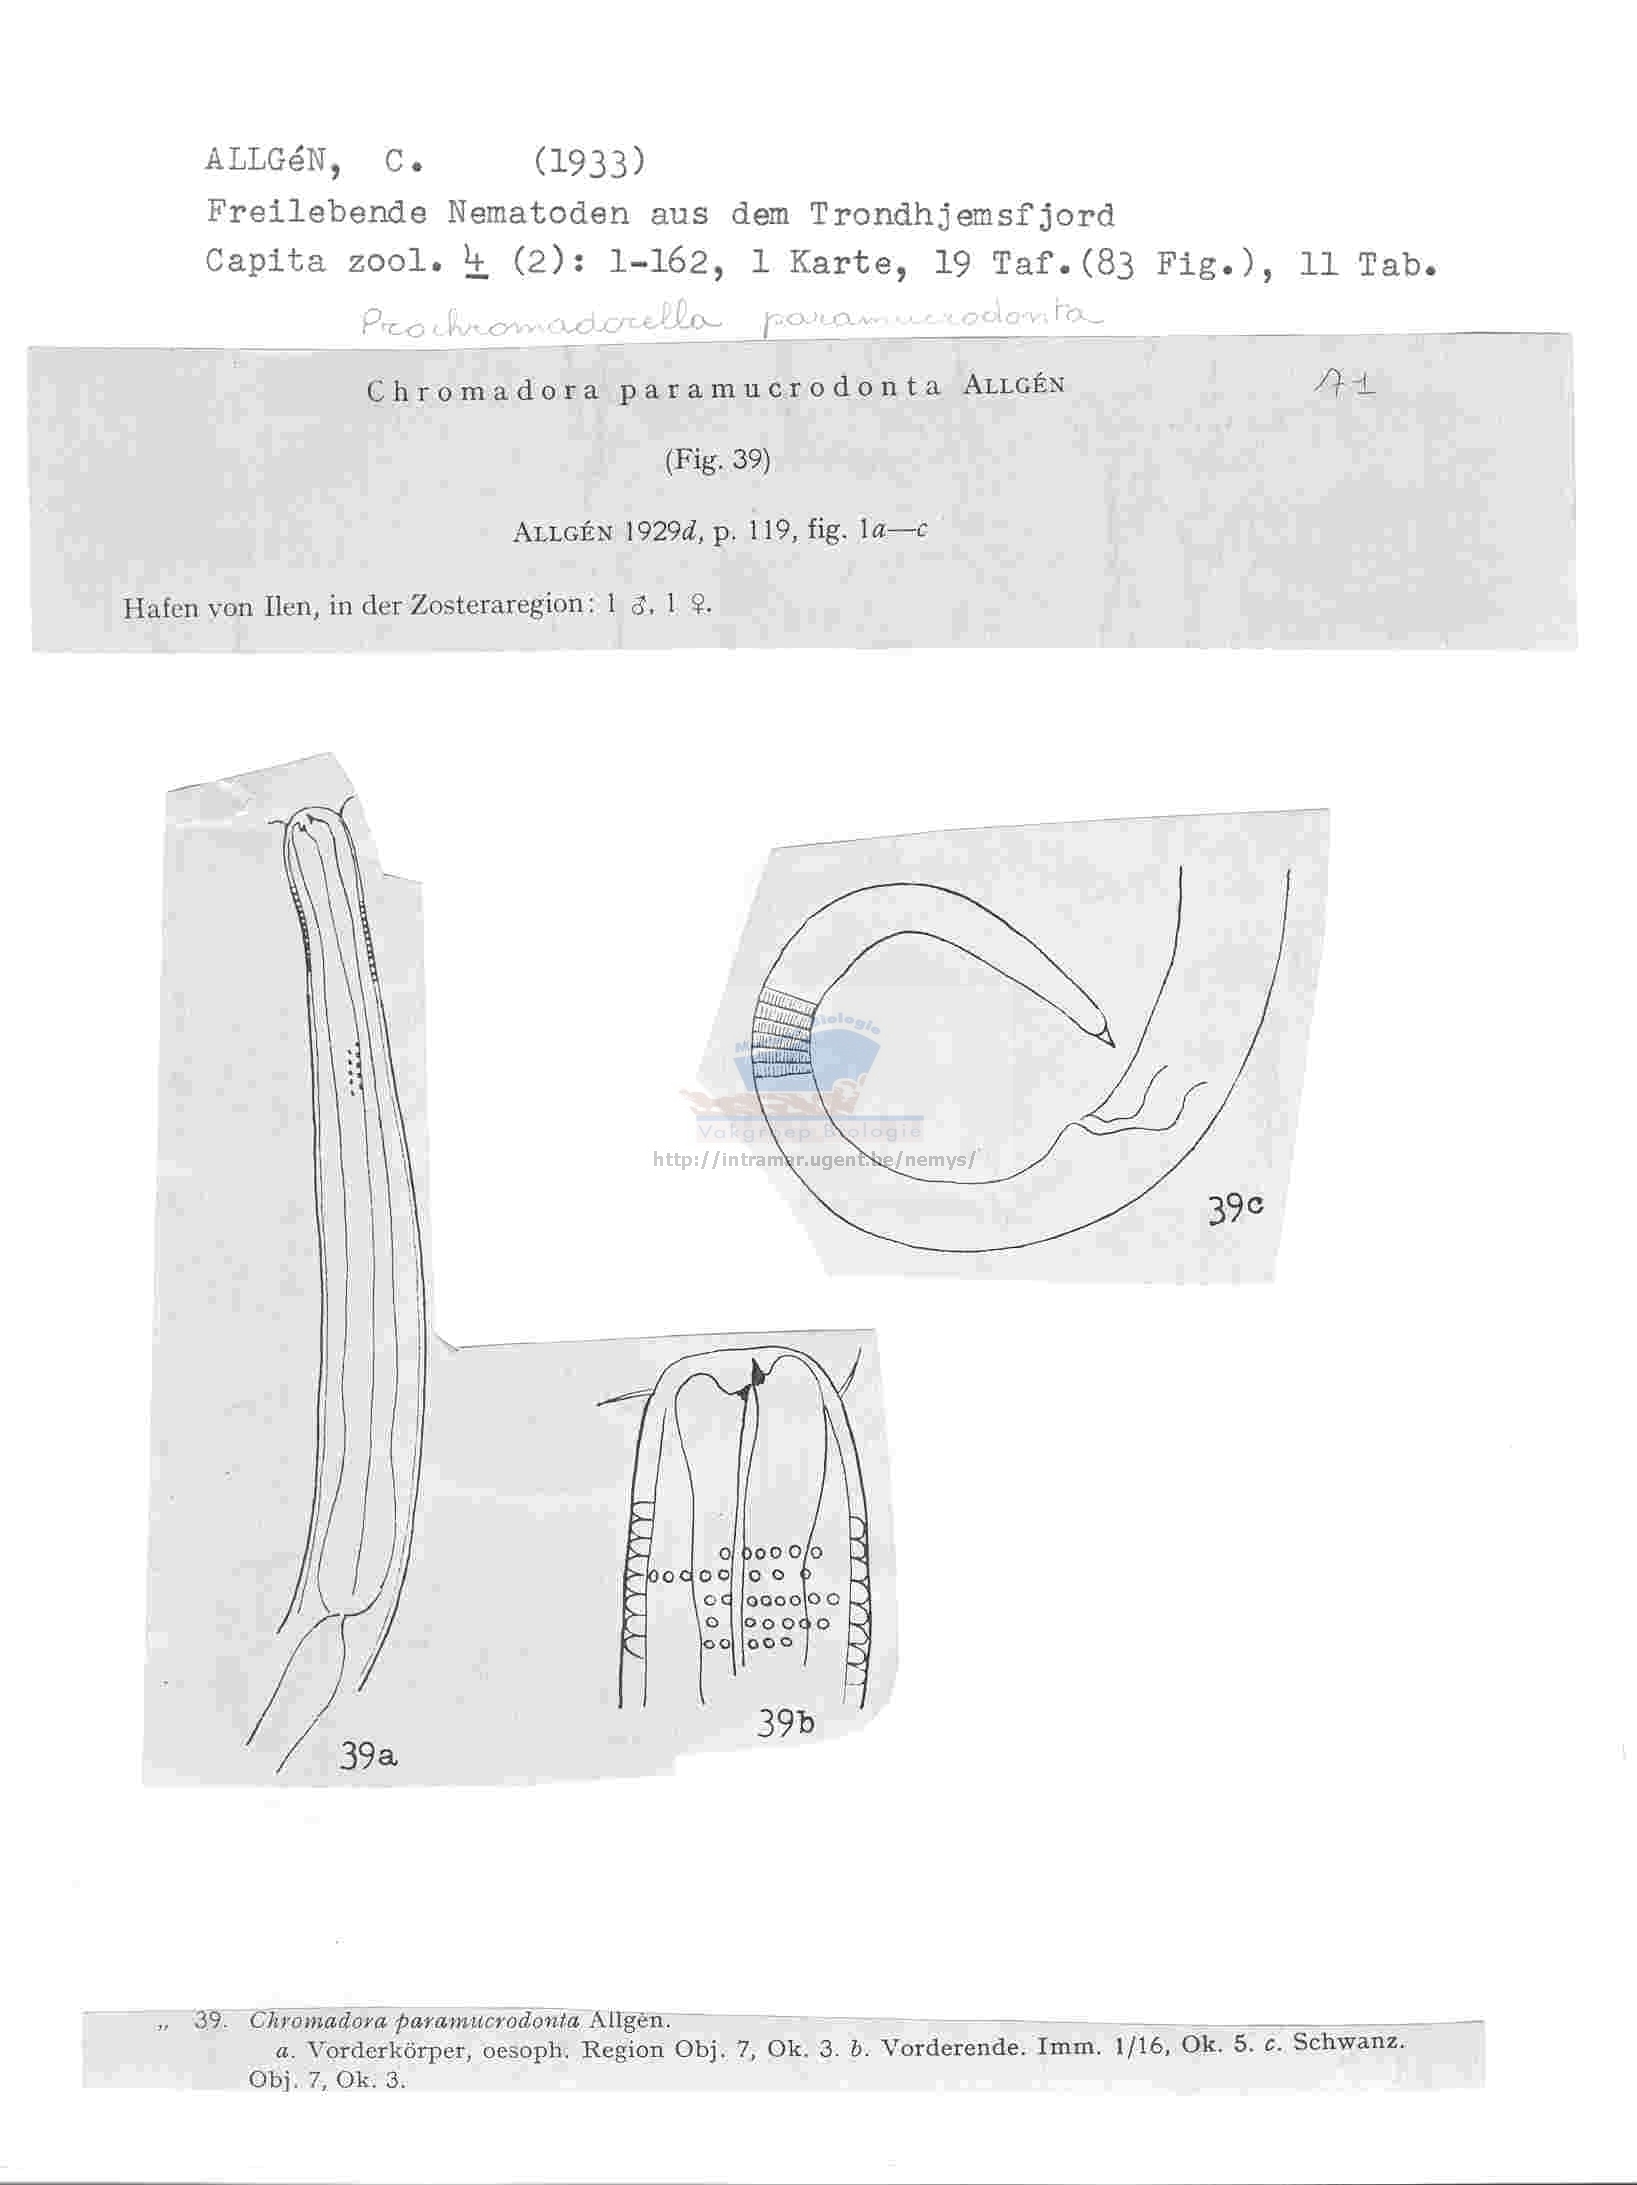 ALLGéN, C. (1933)
Freilebende Nematoden aus dem Trondhjemsfjord
Capita zool. 4 (2): 1-162, 1 Karte, 19 Taf.(83 Fig.), 11 Tab.
Prochromadorella paramucrodonta
Chromadora paramucrodonta ALLGÉN
71
(Fig. 39)
ALLGÉN 1929d, p. 119, fig. 1a—c
Hafen von Ilen, in der Zosteraregion: 1 ♂, 1 ♀.
Biologie
Vakgroep Biologie
http://intramar.ugent.be/nemys/
39c
39b
39a
„ 39. Chromadora paramucrodonta Allgén.
a. Vorderkörper, oesoph. Region Obj. 7, Ok. 3. b. Vorderende. Imm. 1/16, Ok. 5. c. Schwanz.
Obj. 7, Ok. 3.